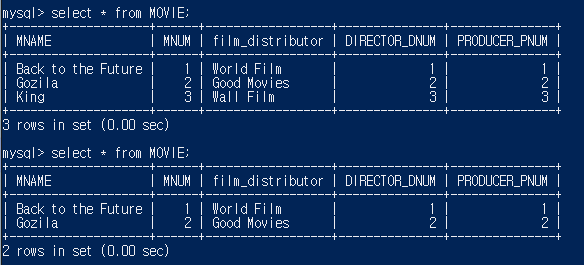 mysql> select * from MOVIE;
+--------------------+------+------------------+---------------+---------------+
| MNAME              | MNUM | film_distributor | DIRECTOR_DNUM | PRODUCER_PNUM |
+--------------------+------+------------------+---------------+---------------+
| Back to the Future |    1 | World Film       |             1 |             1 |
| Gozila             |    2 | Good Movies      |             2 |             2 |
| King               |    3 | Wall Film        |             3 |             3 |
+--------------------+------+------------------+---------------+---------------+
3 rows in set (0.00 sec)
mysql> select * from MOVIE;
+--------------------+------+------------------+---------------+---------------+
| MNAME              | MNUM | film_distributor | DIRECTOR_DNUM | PRODUCER_PNUM |
+--------------------+------+------------------+---------------+---------------+
| Back to the Future |    1 | World Film       |             1 |             1 |
| Gozila             |    2 | Good Movies      |             2 |             2 |
+--------------------+------+------------------+---------------+---------------+
2 rows in set (0.00 sec)